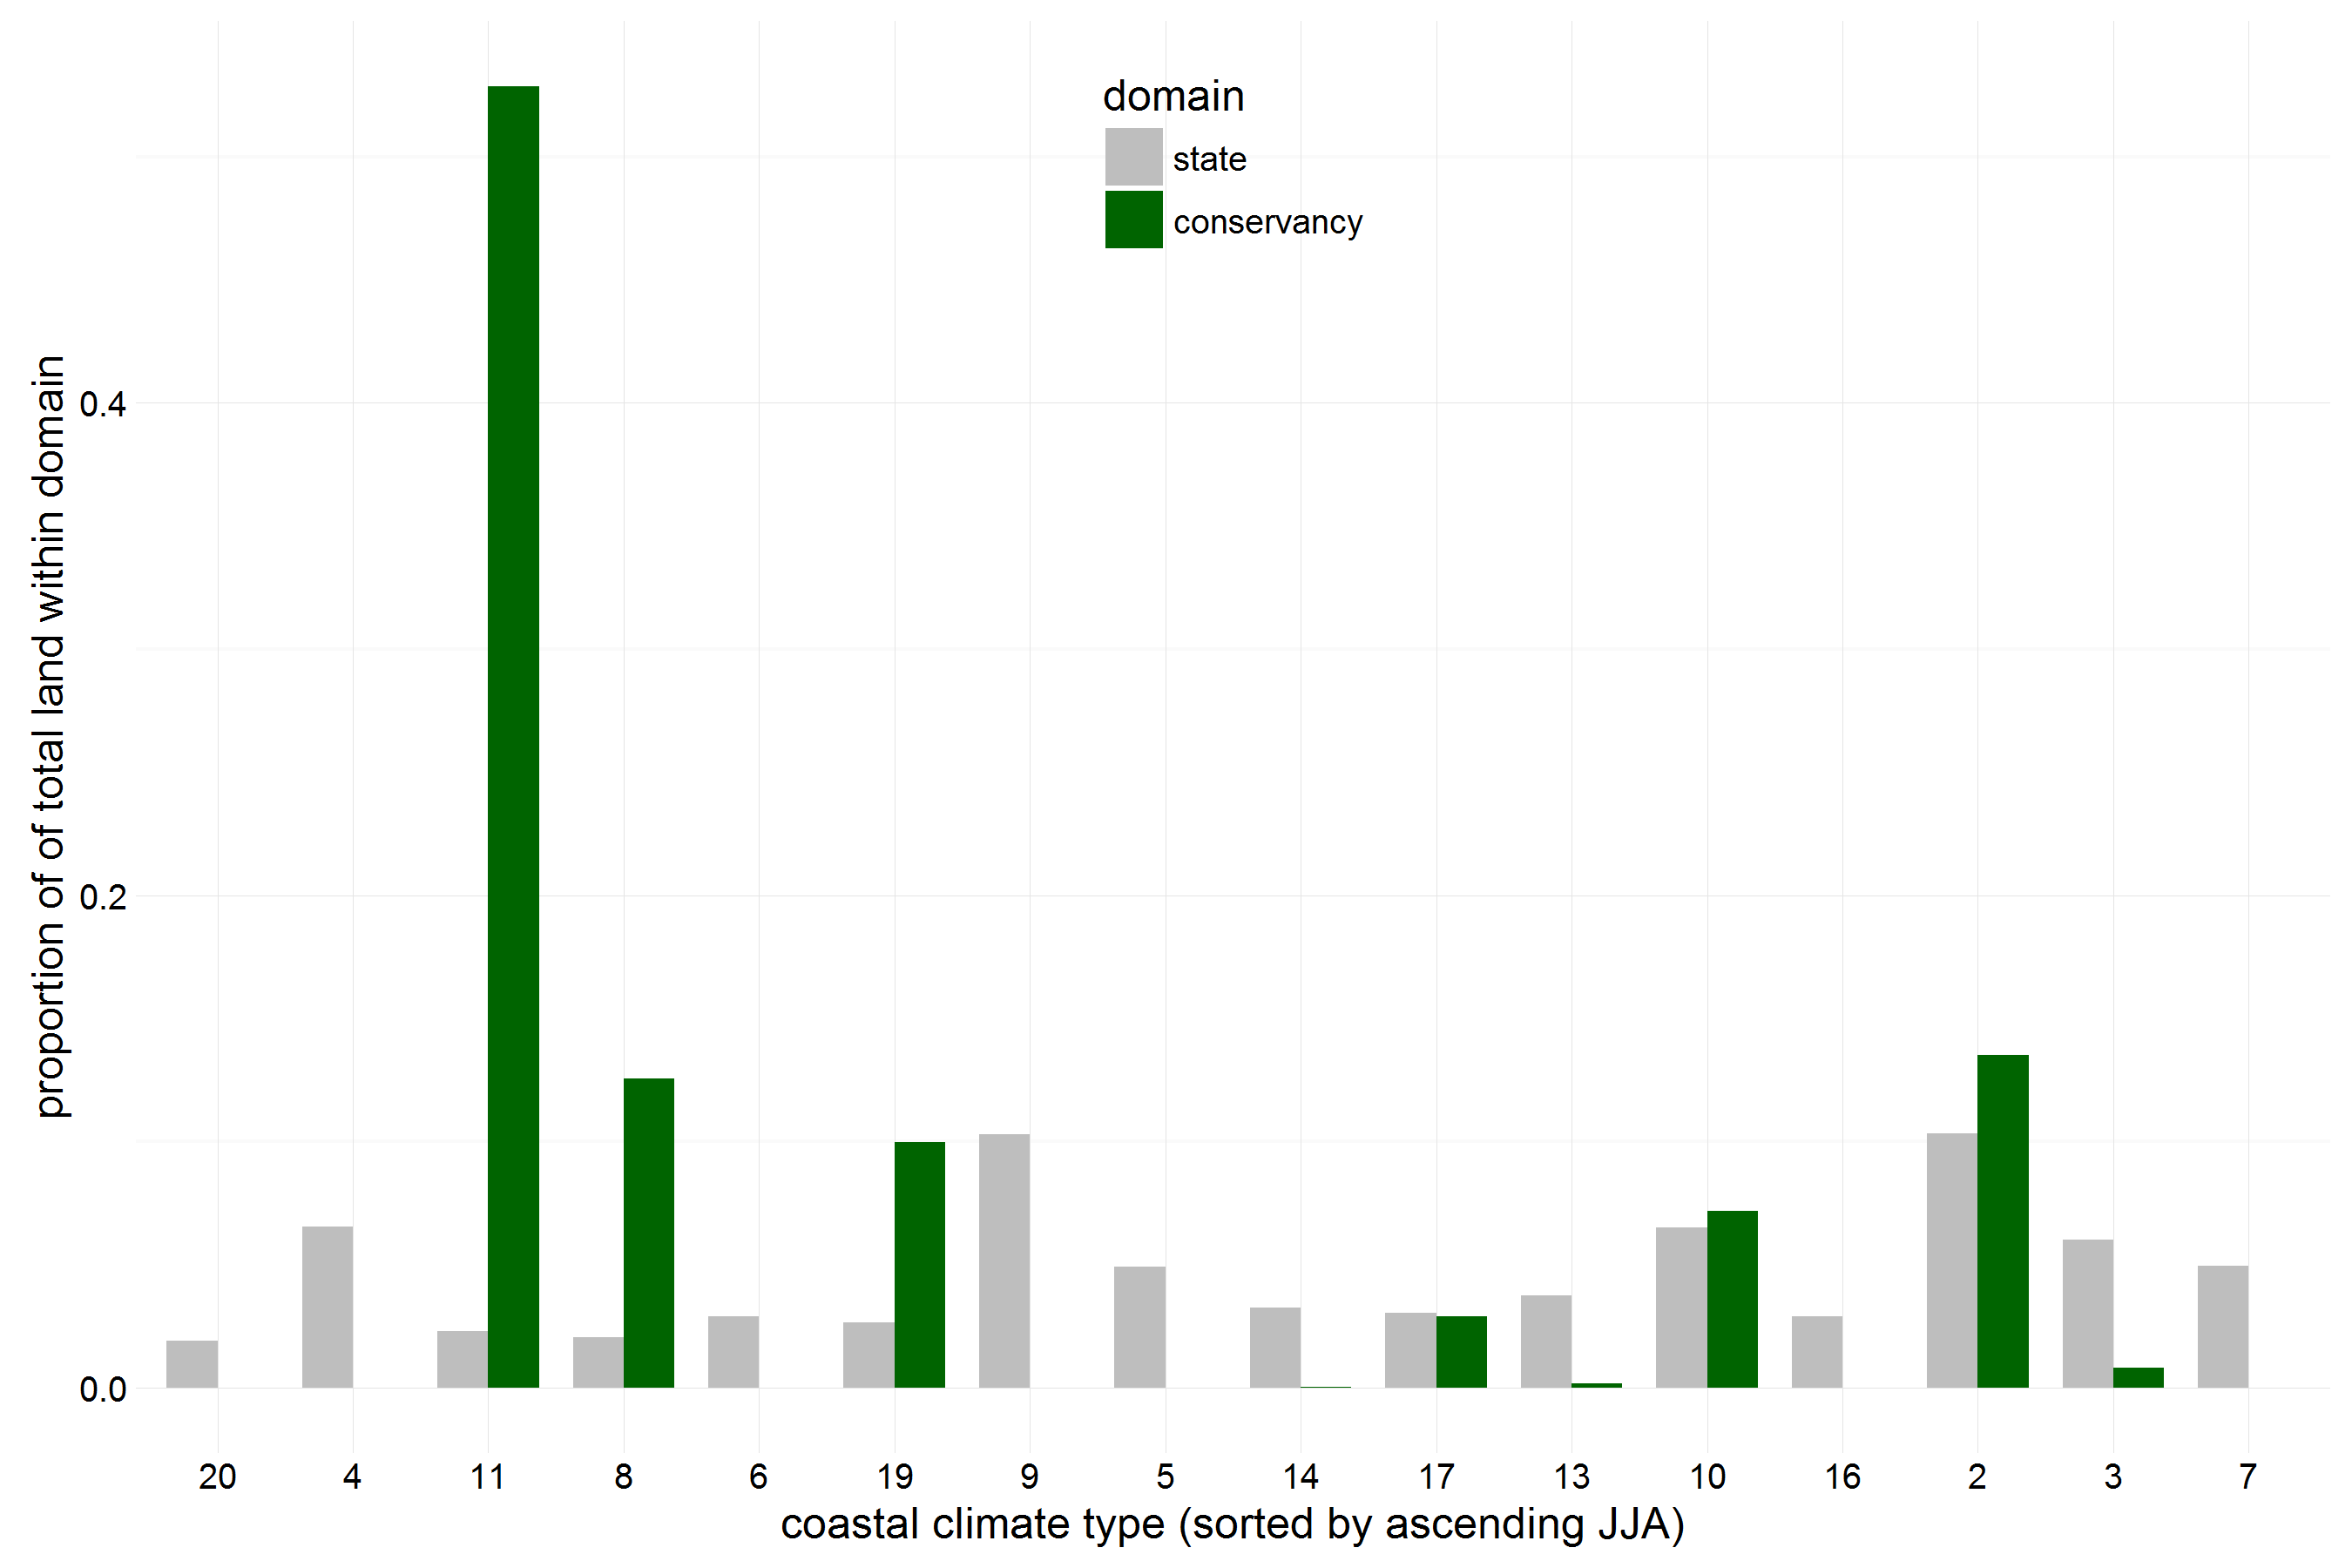 domain
state
conservancy
proportion of of total land within domain
0.4
0.2
0.0
20 4 11 8 6 19 9 5 14 17 13 10 16 2 3 7
coastal climate type (sorted by ascending JJA)